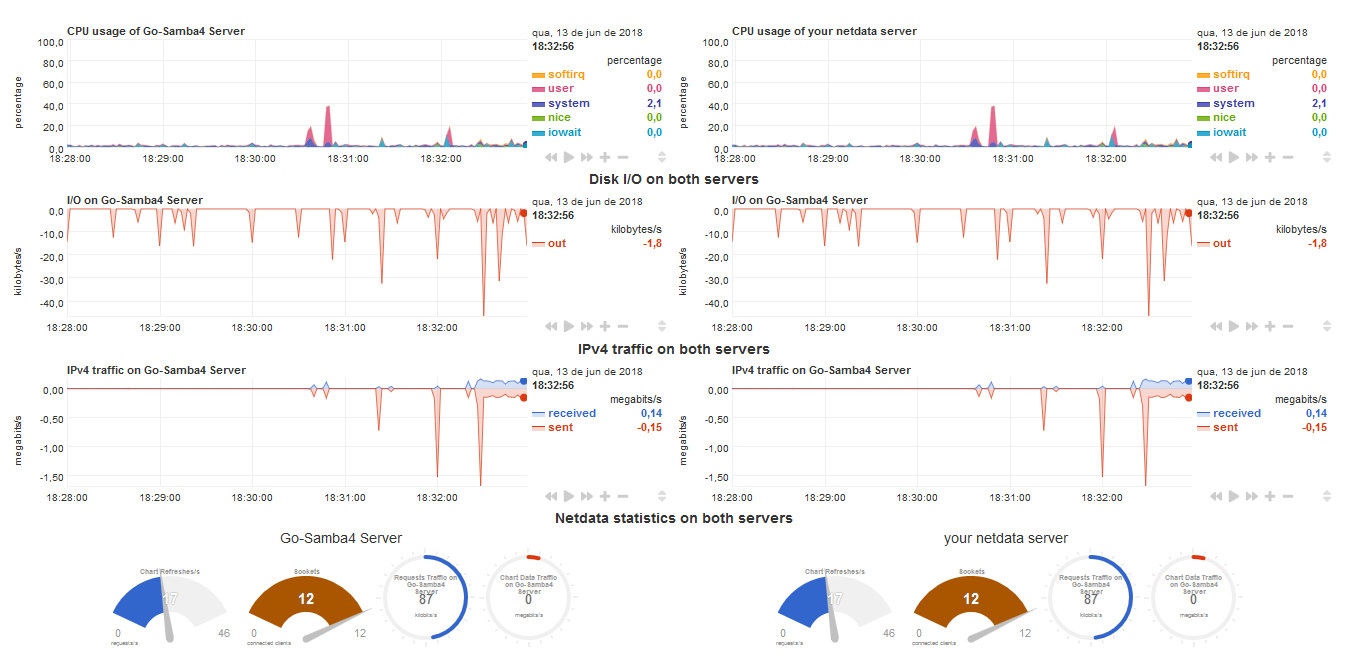 CPU usage of Go-Samba4 Server
qua, 13 de jun de 2018
18:32:56
percentage
100,0
80,0
60,0
40,0
20,0
0,0
percentage
softirq 0,0
user 0,0
system 2,1
nice 0,0
iowait 0,0
18:28:00 18:29:00 18:30:00 18:31:00 18:32:00
CPU usage of your netdata server
qua, 13 de jun de 2018
18:32:56
percentage
100,0
80,0
60,0
40,0
20,0
0,0
percentage
softirq 0,0
user 0,0
system 2,1
nice 0,0
iowait 0,0
18:28:00 18:29:00 18:30:00 18:31:00 18:32:00
Disk I/O on both servers
I/O on Go-Samba4 Server
qua, 13 de jun de 2018
18:32:56
kilobytes/s
0,0
-10,0
-20,0
-30,0
-40,0
kilobytes/s
out -1,8
18:28:00 18:29:00 18:30:00 18:31:00 18:32:00
I/O on Go-Samba4 Server
qua, 13 de jun de 2018
18:32:56
kilobytes/s
0,0
-10,0
-20,0
-30,0
-40,0
kilobytes/s
out -1,8
18:28:00 18:29:00 18:30:00 18:31:00 18:32:00
IPv4 traffic on both servers
IPv4 traffic on Go-Samba4 Server
qua, 13 de jun de 2018
18:32:56
megabits/s
0,00
-0,50
-1,00
-1,50
megabits/s
received 0,14
sent -0,15
18:28:00 18:29:00 18:30:00 18:31:00 18:32:00
IPv4 traffic on Go-Samba4 Server
qua, 13 de jun de 2018
18:32:56
megabits/s
0,00
-0,50
-1,00
-1,50
megabits/s
received 0,14
sent -0,15
18:28:00 18:29:00 18:30:00 18:31:00 18:32:00
Netdata statistics on both servers
Go-Samba4 Server
Chart Refreshes/s
17
0 46
requests/s
Sockets
12
0 12
connected clients
Requests Traffic on
Go-Samba4
Server
87
kilobits/s
Chart Data Traffic
on Go-Samba4
Server
0
megabits/s
your netdata server
Chart Refreshes/s
17
0 46
requests/s
Sockets
12
0 12
connected clients
Requests Traffic on
Go-Samba4
Server
87
kilobits/s
Chart Data Traffic
on Go-Samba4
Server
0
megabits/s